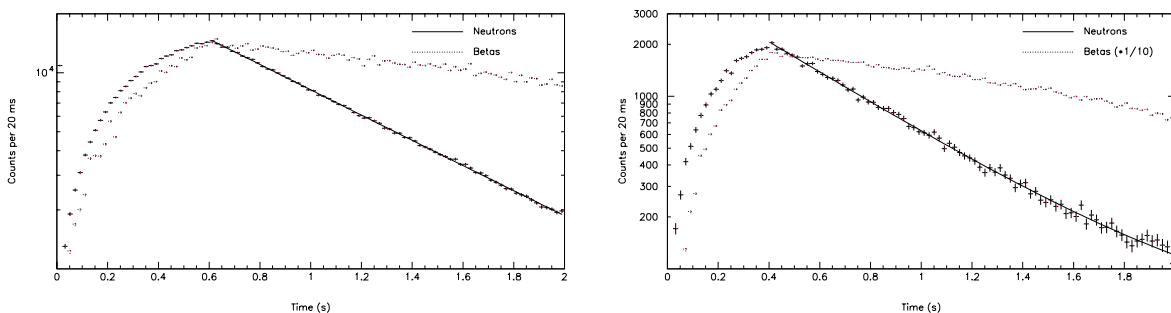 Neutrons
Betas
10⁴
Counts per 20 ms
0 0.2 0.4 0.6 0.8 1 1.2 1.4 1.6 1.8 2
Time (s)
3000
2000
1000
900
800
700
600
500
400
300
200
Counts per 20 ms
Neutrons
Betas (*1/10)
0 0.2 0.4 0.6 0.8 1.0 1.2 1.4 1.6 1.8
Time (s)